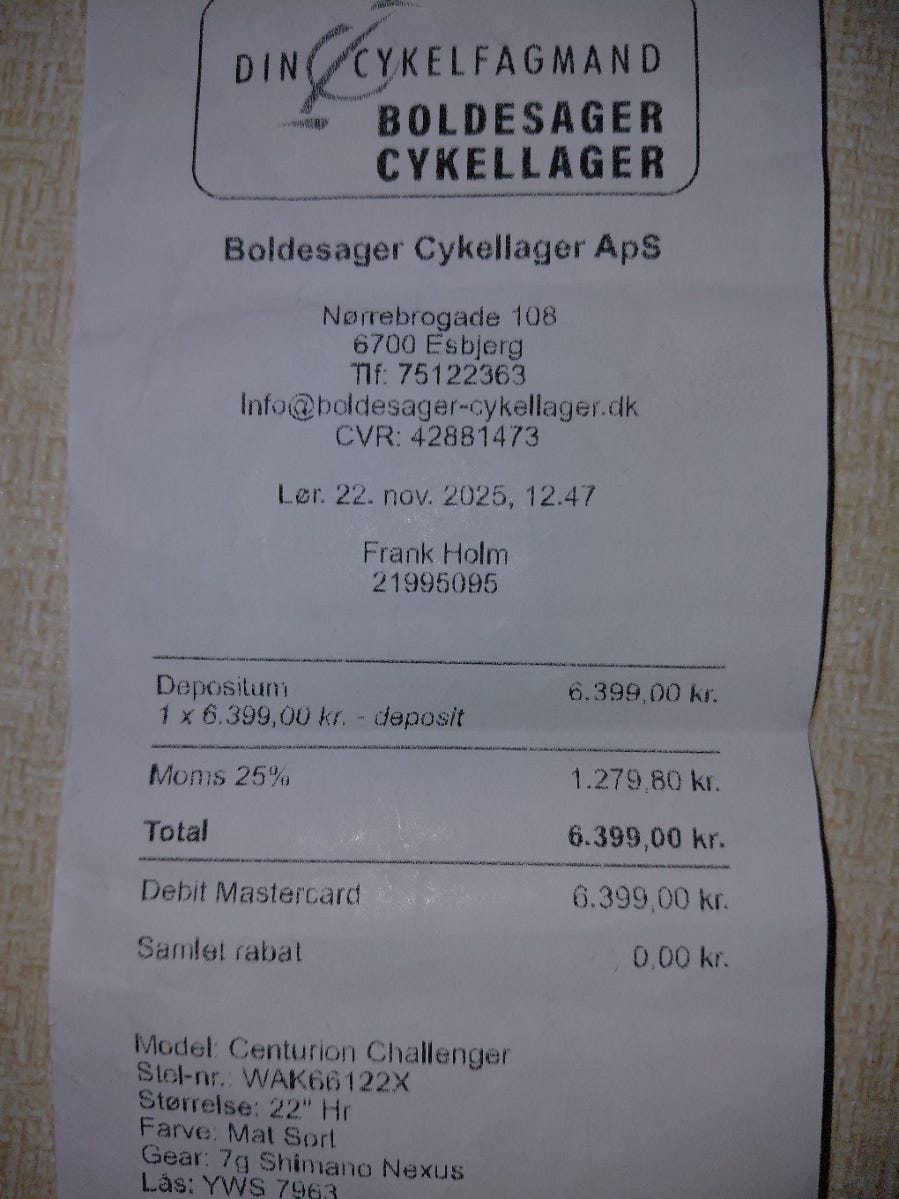 DIN CYKELFAGMAND
BOLDESAGER
CYKELLAGER
Boldesager Cykellager ApS
Nørrebrogade 108
6700 Esbjerg
Tlf: 75122363
Info@boldesager-cykellager.dk
CVR: 42881473
Lør. 22. nov. 2025, 12.47
Frank Holm
21995095
Depositum 6.399,00 kr.
1 x 6.399,00 kr. - deposit
Moms 25% 1.279,80 kr.
Total 6.399,00 kr.
Debit Mastercard 6.399,00 kr.
Samlet rabat 0,00 kr.
Model: Centurion Challenger
Stel-nr.: WAK66122X
Størrelse: 22" Hr
Farve: Mat Sort
Gear: 7g Shimano Nexus
Lås: YWS 7963